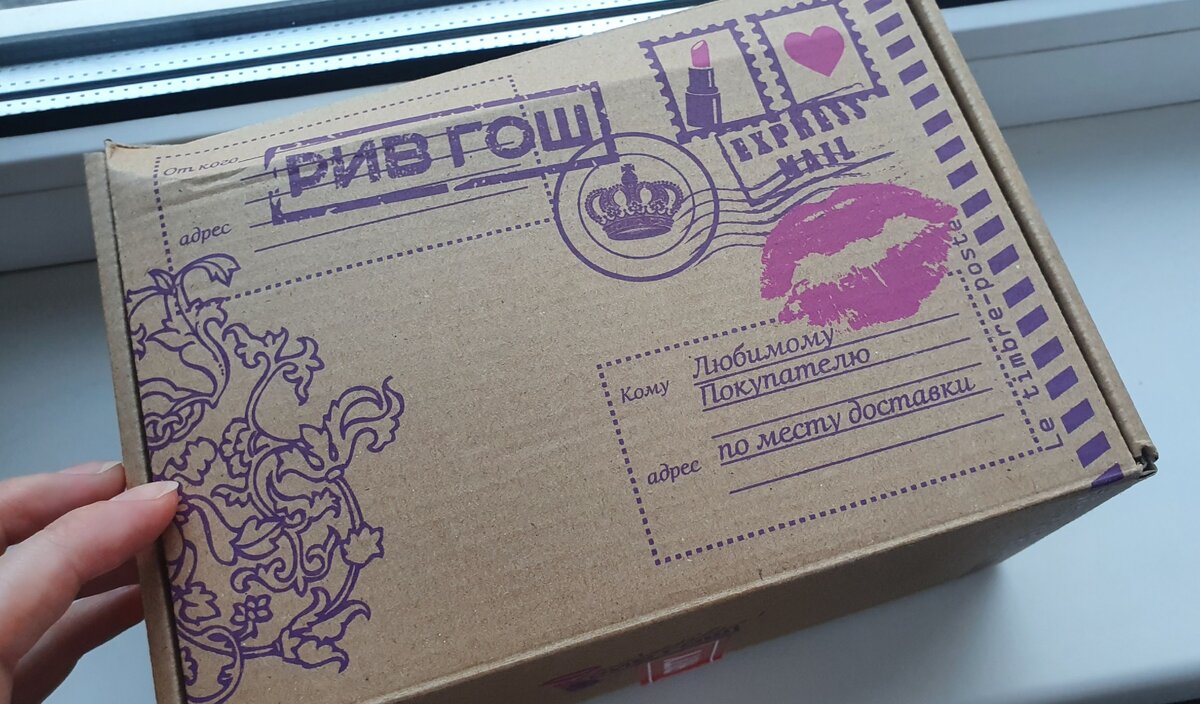 От кого
РИВ ГОШ
адрес
EXPRESS
MAIL
Le timbre-poste
Кому
Любимому
Покупателю
адрес
по месту доставки